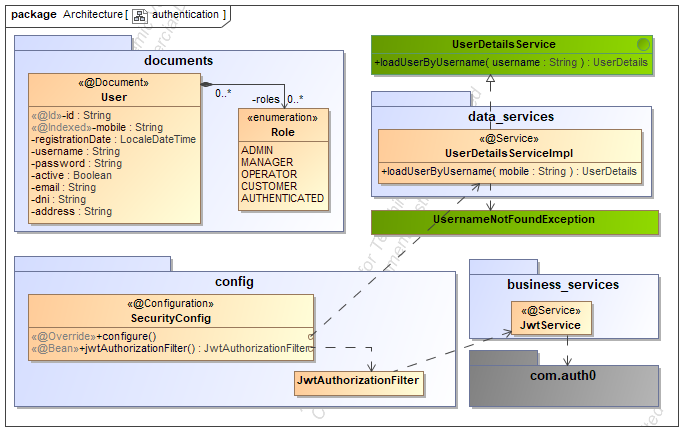 package Architecture [ authentication ]
documents
«@Document»
User
«@Id»-id : String
«@Indexed»-mobile : String
-registrationDate : LocaleDateTime
-username : String
-password : String
-active : Boolean
-email : String
-dni : String
-address : String
0..*
-roles 0..*
«enumeration»
Role
ADMIN
MANAGER
OPERATOR
CUSTOMER
AUTHENTICATED
UserDetailsService
+loadUserByUsername( username : String ) : UserDetails
data_services
«@Service»
UserDetailsServiceImpl
+loadUserByUsername( mobile : String ) : UserDetails
UsernameNotFoundException
config
«@Configuration»
SecurityConfig
«@Override»+configure()
«@Bean»+jwtAuthorizationFilter() : JwtAuthorizationFilter
JwtAuthorizationFilter
business_services
«@Service»
JwtService
com.auth0